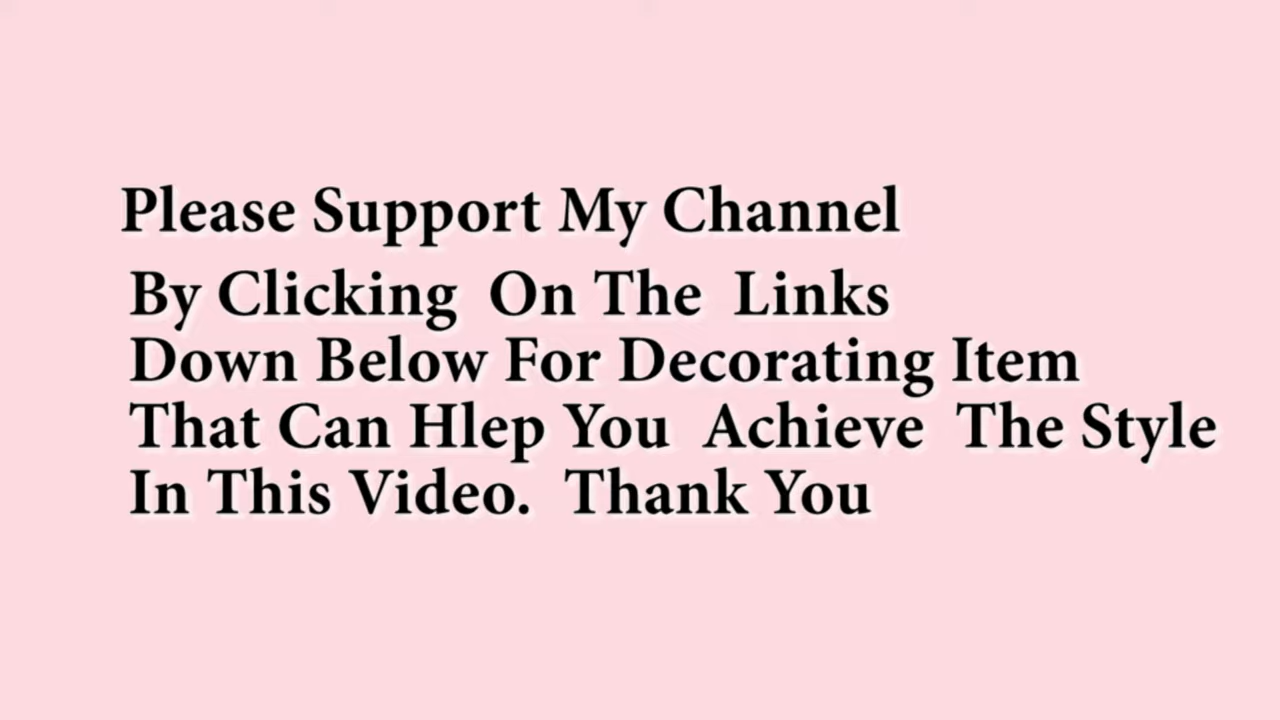 Please Support My Channel
By Clicking On The Links
Down Below For Decorating Item
That Can Hlep You Achieve The Style
In This Video. Thank You